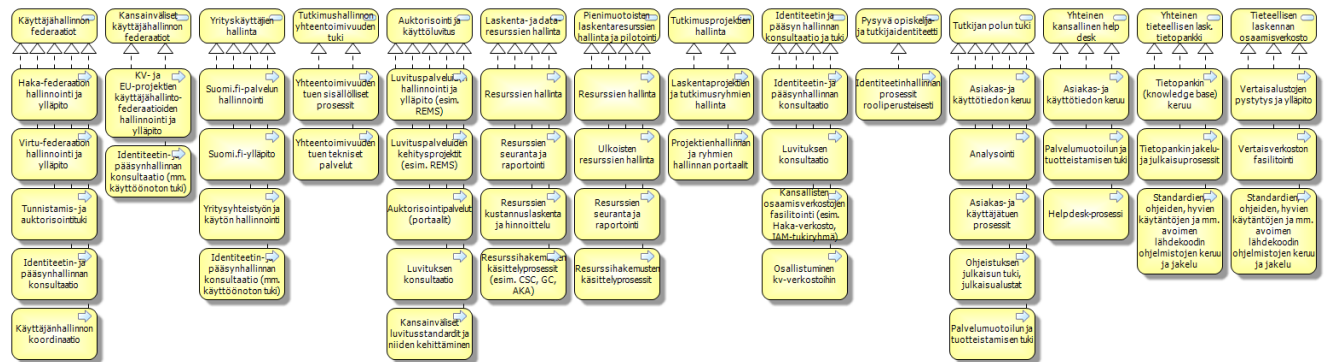 Käyttäjähallinnon
federaatiot
Kansainväliset
käyttäjähallinnon
federaatiot
Yrityskäyttäjien
hallinta
Tutkimushallinnon
yhteentoimivuuden
tuki
Auktorisointi ja
käyttöluvitus
Laskenta- ja data-
resurssien hallinta
Pienimuotoisten
laskentaresurssien
hallinta ja pilotointi
Tutkimusprojektien
hallinta
Identiteetin ja
pääsyn hallinnan
konsultaatio ja tuki
Pysyvä opiskelija-
ja tutkijaidentiteetti
Tutkijan polun tuki
Yhteinen
kansallinen help
desk
Yhteinen
tieteellisen lask.
tietopankki
Tieteellisen
laskennan
osaamisverkosto
Haka-federaation
hallinnointi ja
ylläpito
KV- ja
EU-projektien
käyttäjähallinto-
federaatioiden
hallinnointi ja
ylläpito
Suomi.fi-palvelun
hallinnointi
Yhteentoimivuuden
tuen sisällölliset
prosessit
Luvituspalveluiden
hallinnointi ja
ylläpito (esim.
REMS)
Resurssien hallinta
Resurssien hallinta
Laskentaprojektien
ja tutkimusryhmien
hallinta
Identiteetin- ja
pääsynhallinnan
konsultaatio
Identiteetinhallinnan
prosessit
rooliperusteisesti
Asiakas- ja
käyttötiedon keruu
Asiakas- ja
käyttötiedon keruu
Tietopankin
(knowledge base)
keruu
Vertaisalustojen
pystytys ja ylläpito
Virtu-federaation
hallinnointi ja
ylläpito
Identiteetin- ja
pääsynhallinnan
konsultaatio (mm.
käyttöönoton tuki)
Suomi.fi-ylläpito
Yhteentoimivuuden
tuen tekniset
palvelut
Luvituspalveluiden
kehitysprojektit
(esim. REMS)
Resurssien
seuranta ja
raportointi
Ulkoisten
resurssien hallinta
Projektienhallinnan
ja ryhmien
hallinnan portaalit
Luvituksen
konsultaatio
Analysointi
Palvelumuotoilun ja
tuotteistamisen tuki
Tietopankin jakelu-
ja julkaisuprosessit
Vertaisverkoston
fasilitointi
Tunnistamis- ja
auktorisointituki
Yritysyhteistyön ja
käytön hallinnointi
Auktorisointipalvelut
(portaalit)
Resurssien
kustannuslaskenta
ja hinnoittelu
Resurssien
seuranta ja
raportointi
Kansallisten
osaamisverkostojen
fasilitointi (esim.
Haka-verkosto,
IAM-tukiryhmä)
Asiakas- ja
käyttäjätuen
prosessit
Helpdesk-prosessi
Standardien,
ohjeiden, hyvien
käytäntöjen ja mm.
avoimen
lähdekoodin
ohjelmistojen keruu
ja jakelu
Standardien,
ohjeiden, hyvien
käytäntöjen ja mm.
avoimen
lähdekoodin
ohjelmistojen keruu
ja jakelu
Identiteetin- ja
pääsynhallinnan
konsultaatio
Identiteetin- ja
pääsynhallinnan
konsultaatio (mm.
käyttöönoton tuki)
Luvituksen
konsultaatio
Resurssihakemusten
käsittelyprosessit
(esim. CSC, GC,
AKA)
Resurssihakemusten
käsittelyprosessit
Osallistuminen
kv-verkostoihin
Ohjeistuksen
julkaisun tuki,
julkaisualustat
Käyttäjänhallinnon
koordinaatio
Kansainväliset
luvitusstandardit ja
niiden kehittäminen
Palvelumuotoilun ja
tuotteistamisen tuki